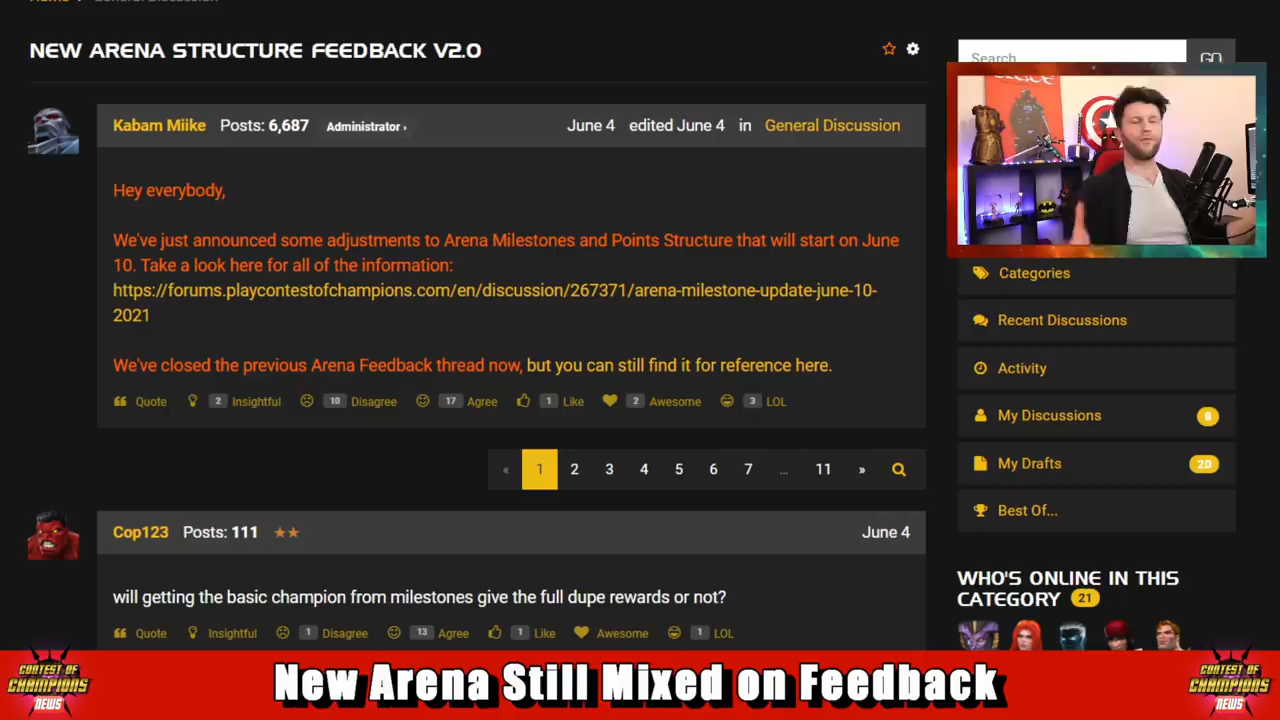 General Discussion
NEW ARENA STRUCTURE FEEDBACK V2.0
Search
GO
Kabam Miike Posts: 6,687 Administrator › June 4 edited June 4 in General Discussion
Hey everybody,
We've just announced some adjustments to Arena Milestones and Points Structure that will start on June
10. Take a look here for all of the information:
https://forums.playcontestofchampions.com/en/discussion/267371/arena-milestone-update-june-10-
2021
We've closed the previous Arena Feedback thread now, but you can still find it for reference here.
Quote 2 Insightful 10 Disagree 17 Agree 1 Like 2 Awesome 3 LOL
« 1 2 3 4 5 6 7 … 11 »
Cop123 Posts: 111 June 4
will getting the basic champion from milestones give the full dupe rewards or not?
Quote Insightful 1 Disagree 13 Agree 1 Like Awesome 1 LOL
Categories
Recent Discussions
Activity
My Discussions 8
My Drafts 20
Best Of...
WHO'S ONLINE IN THIS
CATEGORY 21
CONTEST OF
CHAMPIONS
NEWS
New Arena Still Mixed on Feedback
CONTEST OF
CHAMPIONS
NEWS